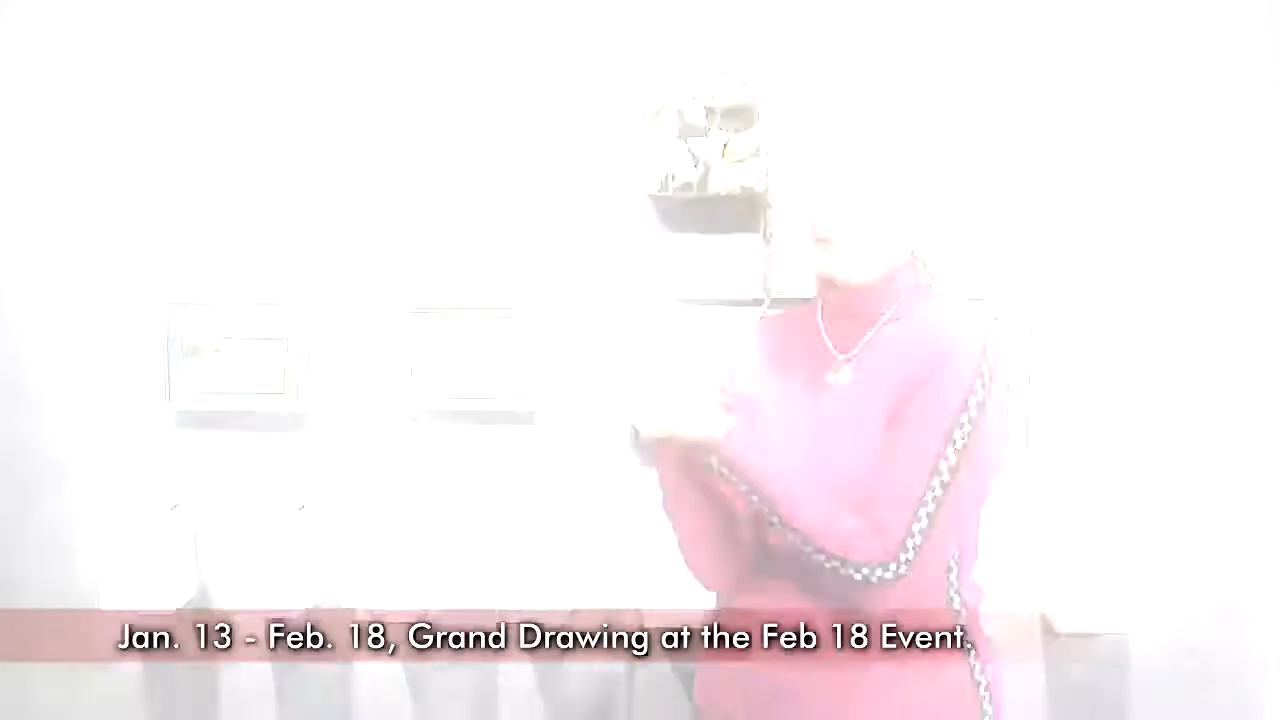 Jan. 13 - Feb. 18, Grand Drawing at the Feb 18 Event.